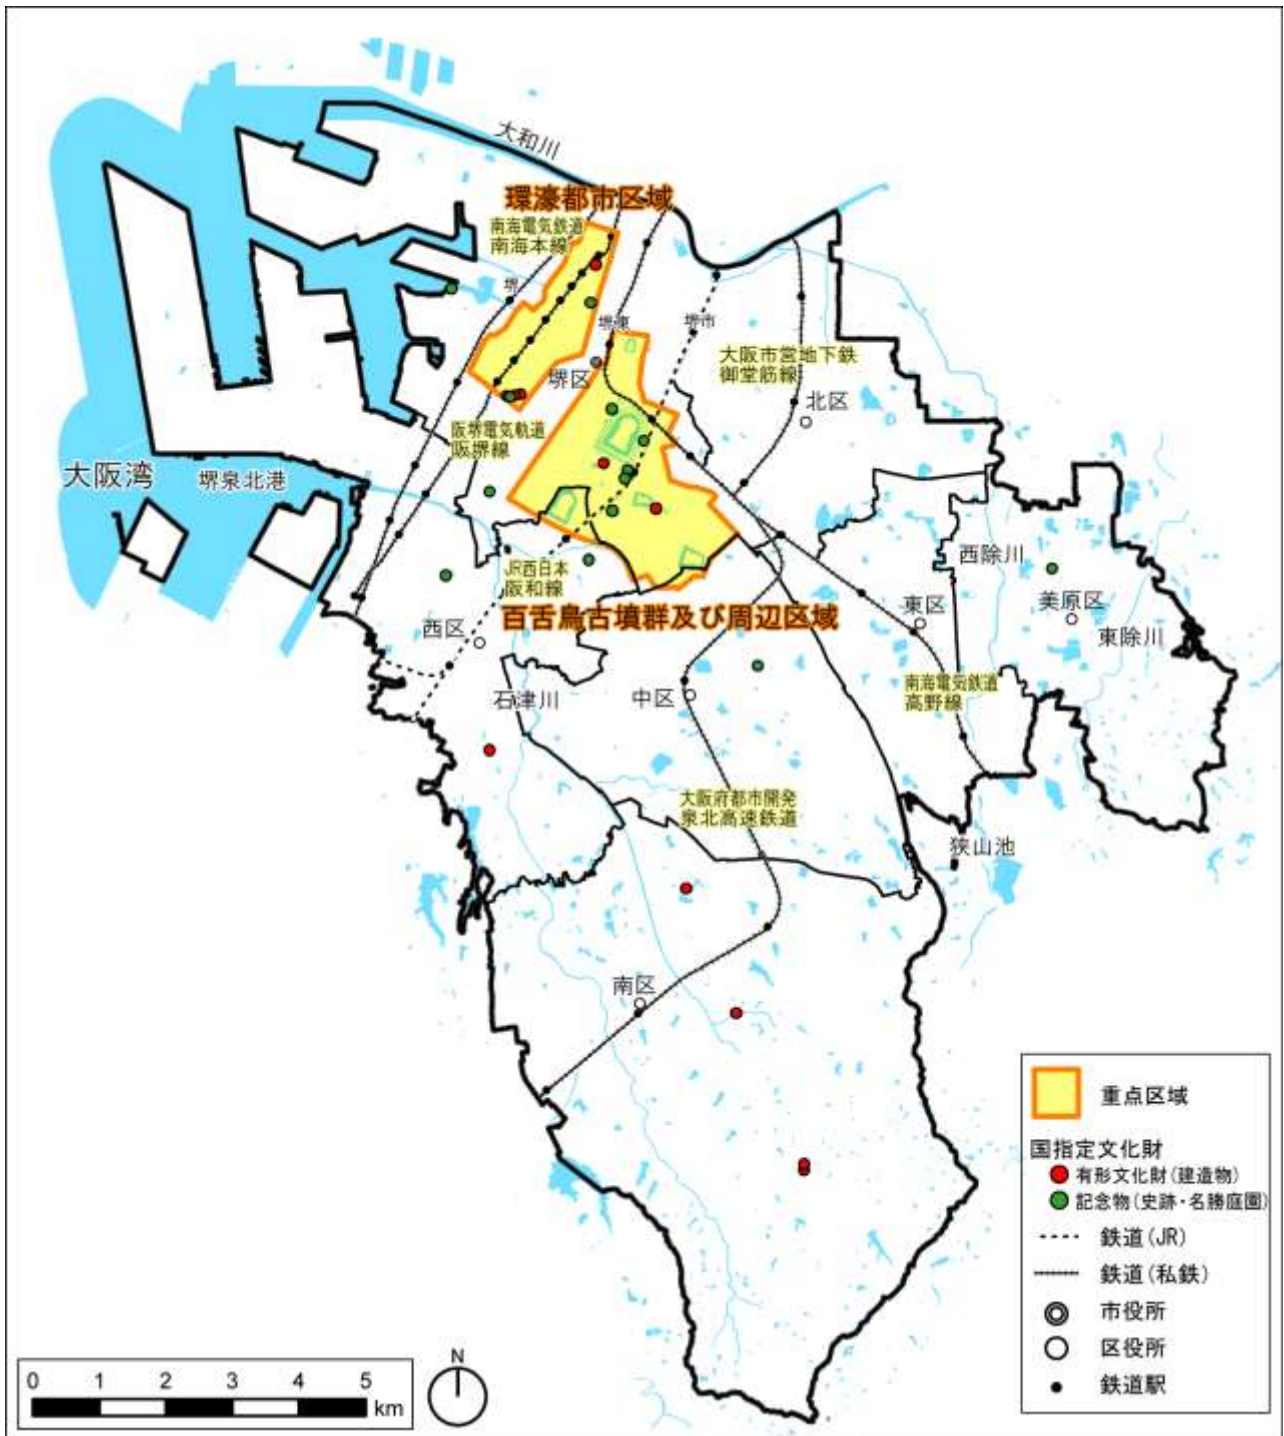 大和川
環濠都市区域
南海電気鉄道
南海本線
堺
堺東
堺市
大阪市営地下鉄
御堂筋線
堺区
北区
阪堺電気軌道
阪堺線
大阪湾
堺泉北港
西除川
JR西日本
阪和線
東区
美原区
百舌鳥古墳群及び周辺区域
西区
東除川
石津川
中区
南海電気鉄道
高野線
大阪府都市開発
泉北高速鉄道
狭山池
南区
重点区域
国指定文化財
有形文化財(建造物)
記念物(史跡・名勝庭園)
鉄道(JR)
鉄道(私鉄)
市役所
区役所
鉄道駅
0 1 2 3 4 5
km
N